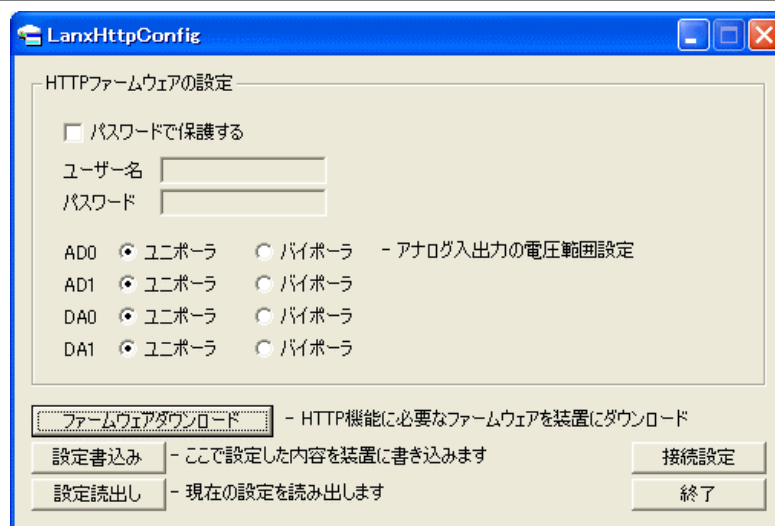 LanxHttpConfig
HTTPファームウェアの設定
パスワードで保護する
ユーザー名
パスワード
AD0 ユニポーラ バイポーラ － アナログ入出力の電圧範囲設定
AD1 ユニポーラ バイポーラ
DA0 ユニポーラ バイポーラ
DA1 ユニポーラ バイポーラ
ファームウェアダウンロード － HTTP機能に必要なファームウェアを装置にダウンロード
設定書込み － ここで設定した内容を装置に書き込みます 接続設定
設定読出し － 現在の設定を読み出します 終了